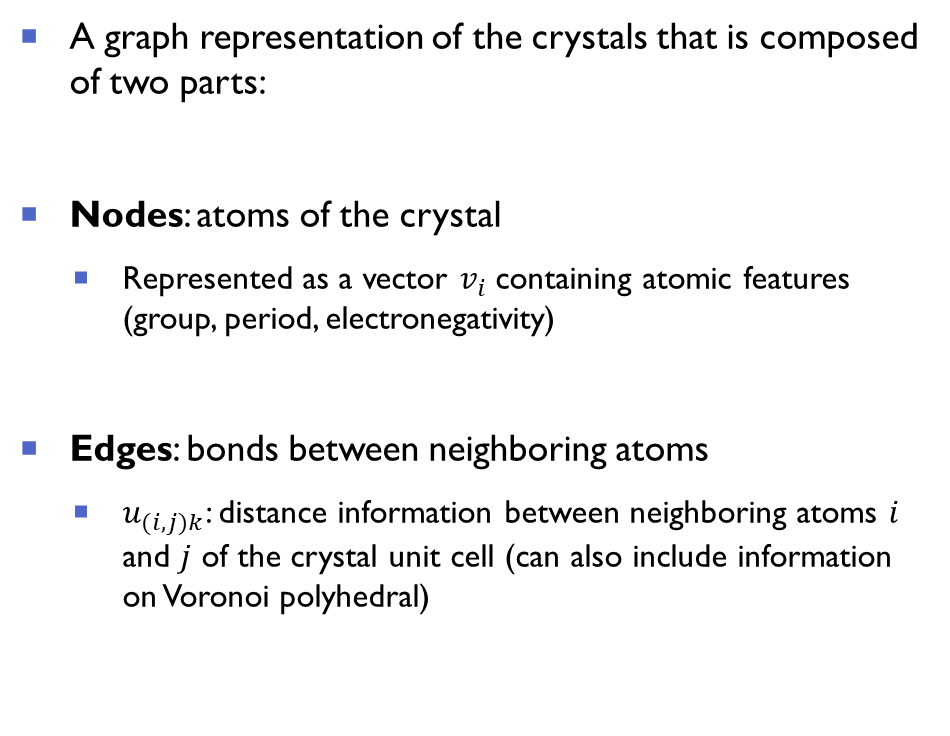 ▪ A graph representation of the crystals that is composed
of two parts:
▪ Nodes: atoms of the crystal
▪ Represented as a vector 𝑣𝑖 containing atomic features
(group, period, electronegativity)
▪ Edges: bonds between neighboring atoms
▪ 𝑢(𝑖,𝑗)𝑘: distance information between neighboring atoms 𝑖
and 𝑗 of the crystal unit cell (can also include information
on Voronoi polyhedral)